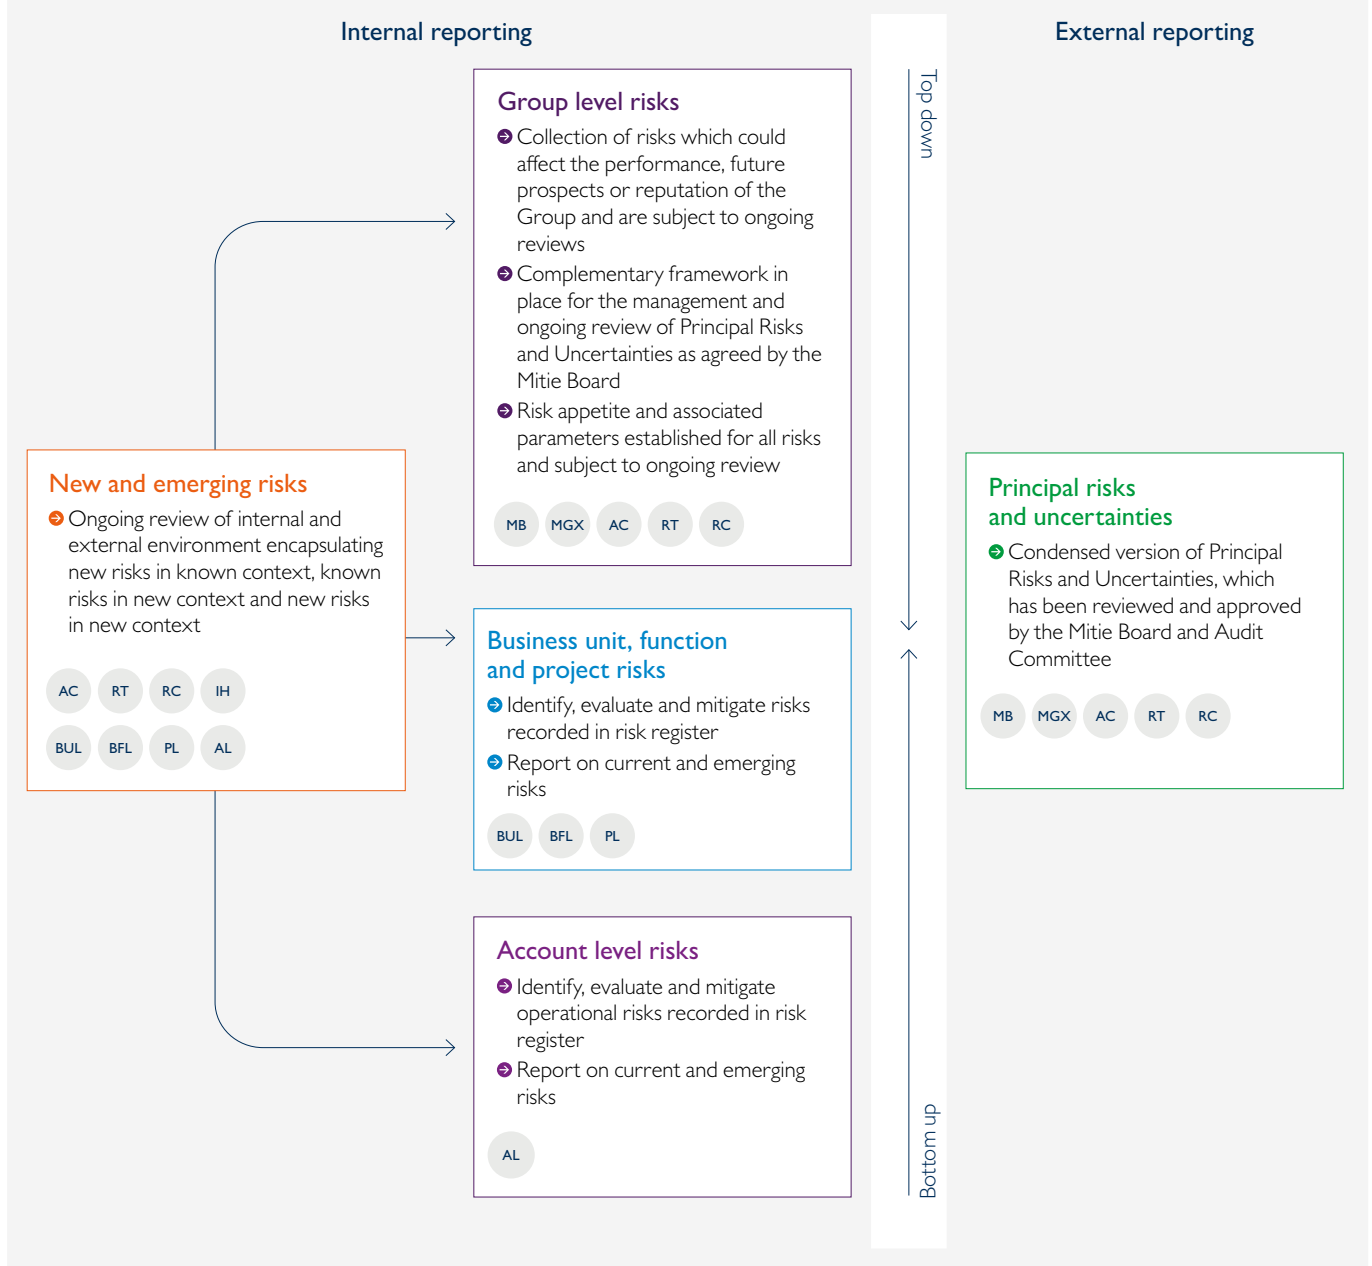 Internal reporting
External reporting
Group level risks
Collection of risks which could
affect the performance, future
prospects or reputation of the
Group and are subject to ongoing
reviews
Complementary framework in
place for the management and
ongoing review of Principal Risks
and Uncertainties as agreed by the
Mitie Board
Risk appetite and associated
parameters established for all risks
and subject to ongoing review
MB MGX AC RT RC
Top down
New and emerging risks
Ongoing review of internal and
external environment encapsulating
new risks in known context, known
risks in new context and new risks
in new context
AC RT RC IH
BUL BFL PL AL
Business unit, function
and project risks
Identify, evaluate and mitigate risks
recorded in risk register
Report on current and emerging
risks
BUL BFL PL
Account level risks
Identify, evaluate and mitigate
operational risks recorded in risk
register
Report on current and emerging
risks
AL
Bottom up
Principal risks
and uncertainties
Condensed version of Principal
Risks and Uncertainties, which
has been reviewed and approved
by the Mitie Board and Audit
Committee
MB MGX AC RT RC